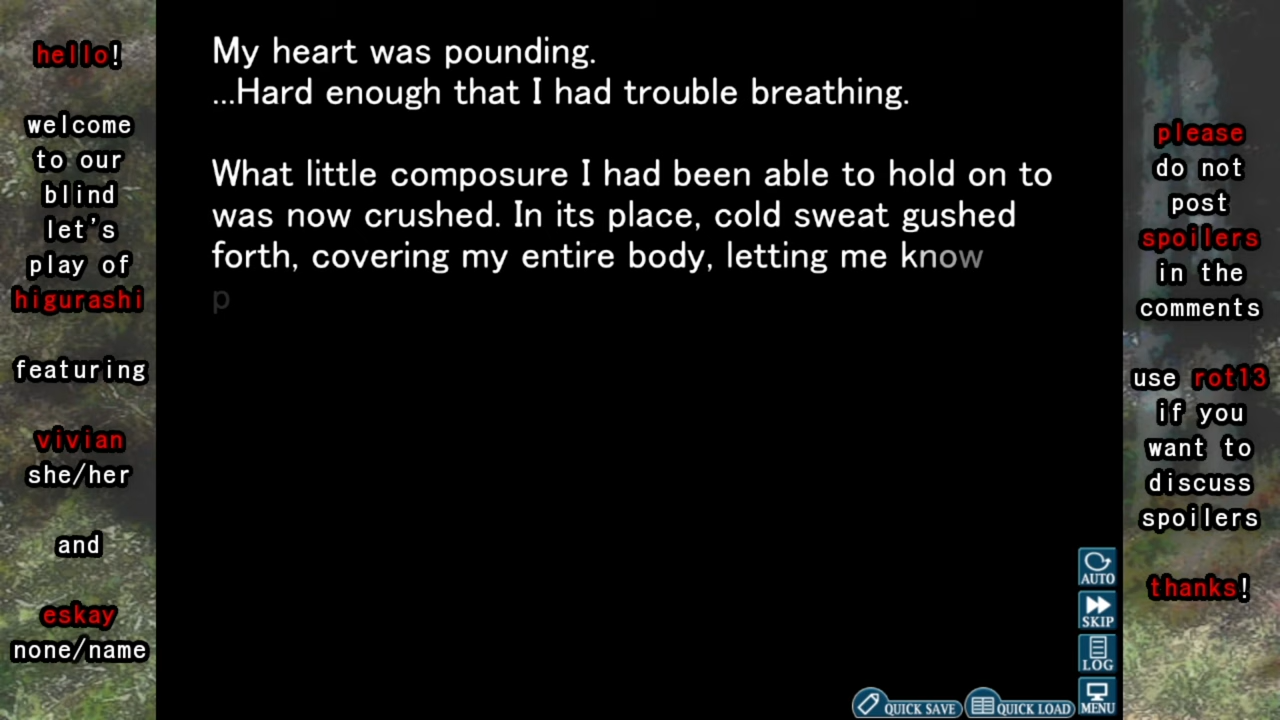 hello!
welcome
to our
blind
let's
play of
higurashi
featuring
vivian
she/her
and
eskay
none/name
My heart was pounding.
...Hard enough that I had trouble breathing.
What little composure I had been able to hold on to
was now crushed. In its place, cold sweat gushed
forth, covering my entire body, letting me know
p
please
do not
post
spoilers
in the
comments
use rot13
if you
want to
discuss
spoilers
thanks!
AUTO
SKIP
LOG
MENU
QUICK SAVE
QUICK LOAD